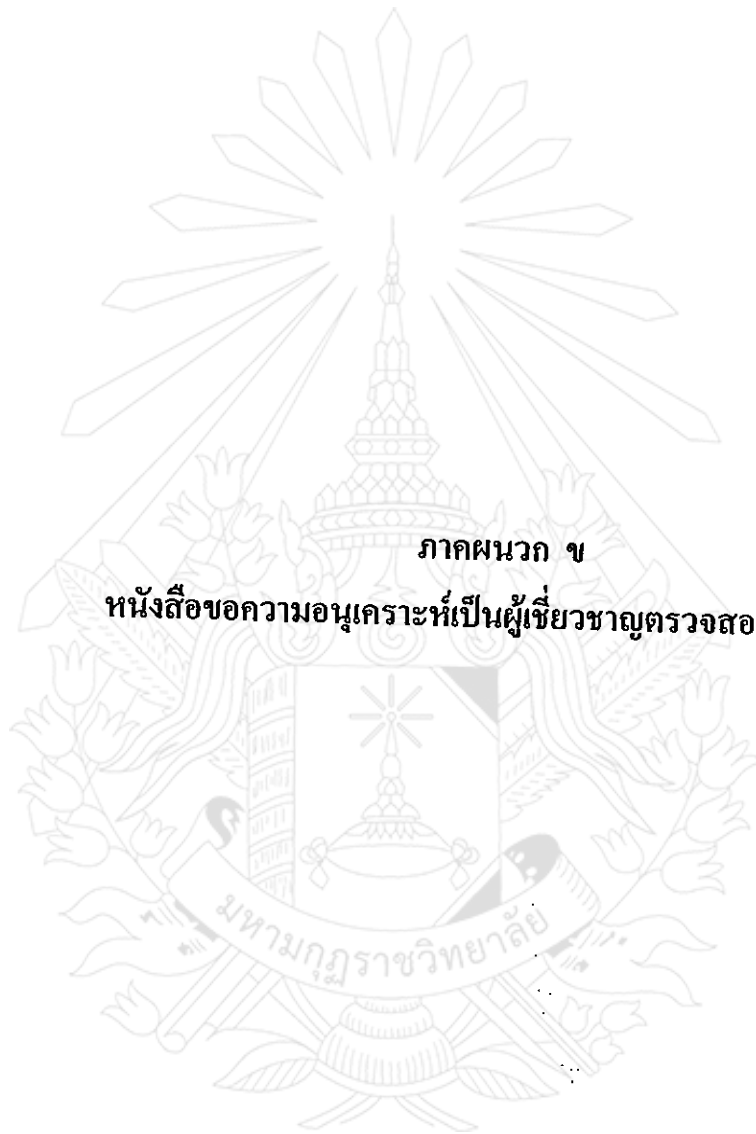 ภาคผนวก ข
หนังสือขอความอนุเคราะห์เป็นผู้เชี่ยวชาญตรวจสอ
มหามกุฏราชวิทยาลัย